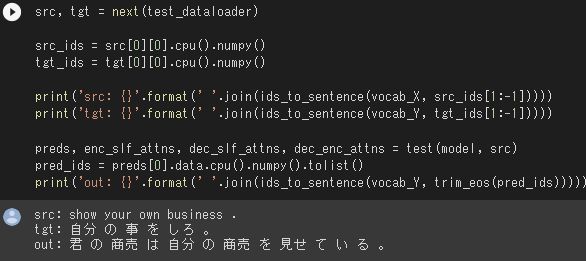 src, tgt = next(test_dataloader)
src_ids = src[0][0].cpu().numpy()
tgt_ids = tgt[0][0].cpu().numpy()
print('src: {}'.format(' '.join(ids_to_sentence(vocab_X, src_ids[1:-1]))))
print('tgt: {}'.format(' '.join(ids_to_sentence(vocab_Y, tgt_ids[1:-1]))))
preds, enc_slf_attns, dec_slf_attns, dec_enc_attns = test(model, src)
pred_ids = preds[0].data.cpu().numpy().tolist()
print('out: {}'.format(' '.join(ids_to_sentence(vocab_Y, trim_eos(pred_ids)))))
src: show your own business .
tgt: 自分 の 事 を しろ 。
out: 君 の 商売 は 自分 の 商売 を 見せ て い る 。